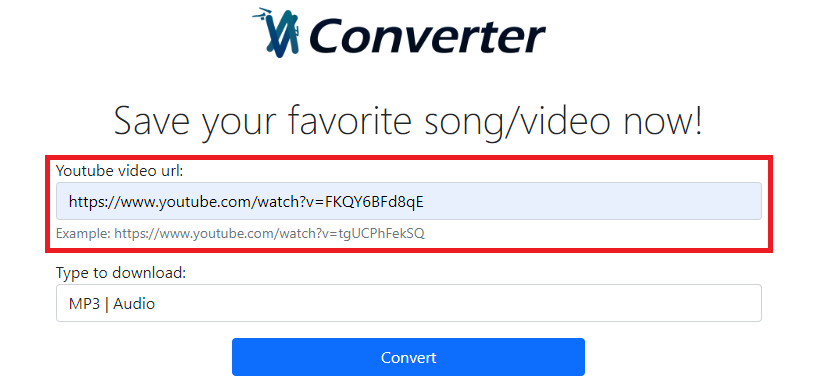 Converter
Save your favorite song/video now!
Youtube video url:
https://www.youtube.com/watch?v=FKQY6BFd8qE
Example: https://www.youtube.com/watch?v=tgUCPhFekSQ
Type to download:
MP3 | Audio
Convert